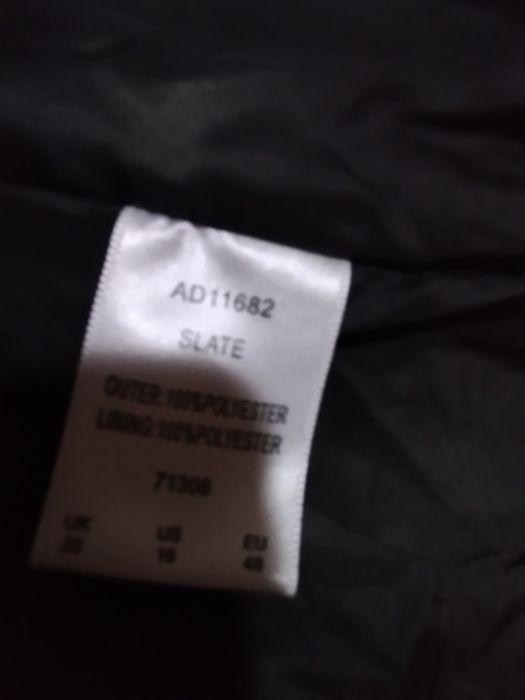 AD11682
SLATE
OUTER:100%POLYESTER
LINING:100%POLYESTER
71306
UK US EU
20 16 48